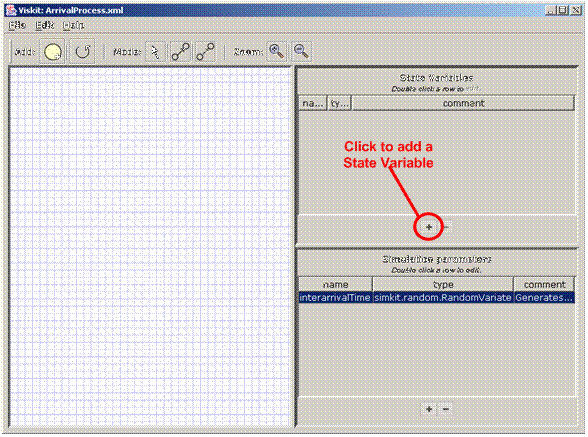 Viskit: ArrivalProcess.xml
File Edit Help
Add: Mode: Zoom:
State Variables
Double click a row to edit.
na... ty... comment
Click to add a
State Variable
+ −
Simulation parameters
Double click a row to edit.
name type comment
interarrivalTime simkit.random.RandomVariate Generates...
+ −